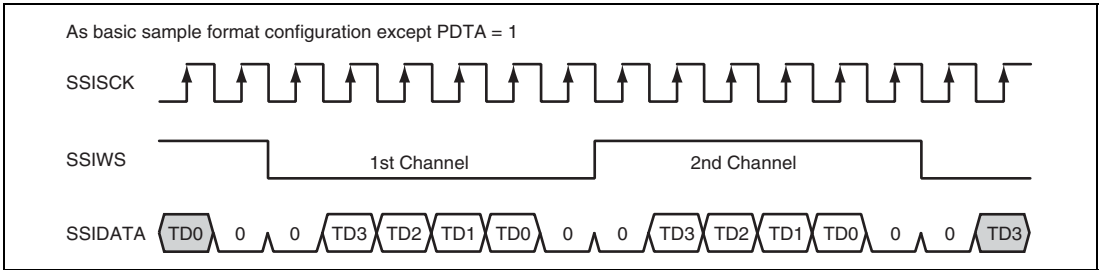 As basic sample format configuration except PDTA = 1
SSISCK
SSIWS 1st Channel 2nd Channel
SSIDATA TD0 0 0 TD3 TD2 TD1 TD0 0 0 TD3 TD2 TD1 TD0 0 0 TD3